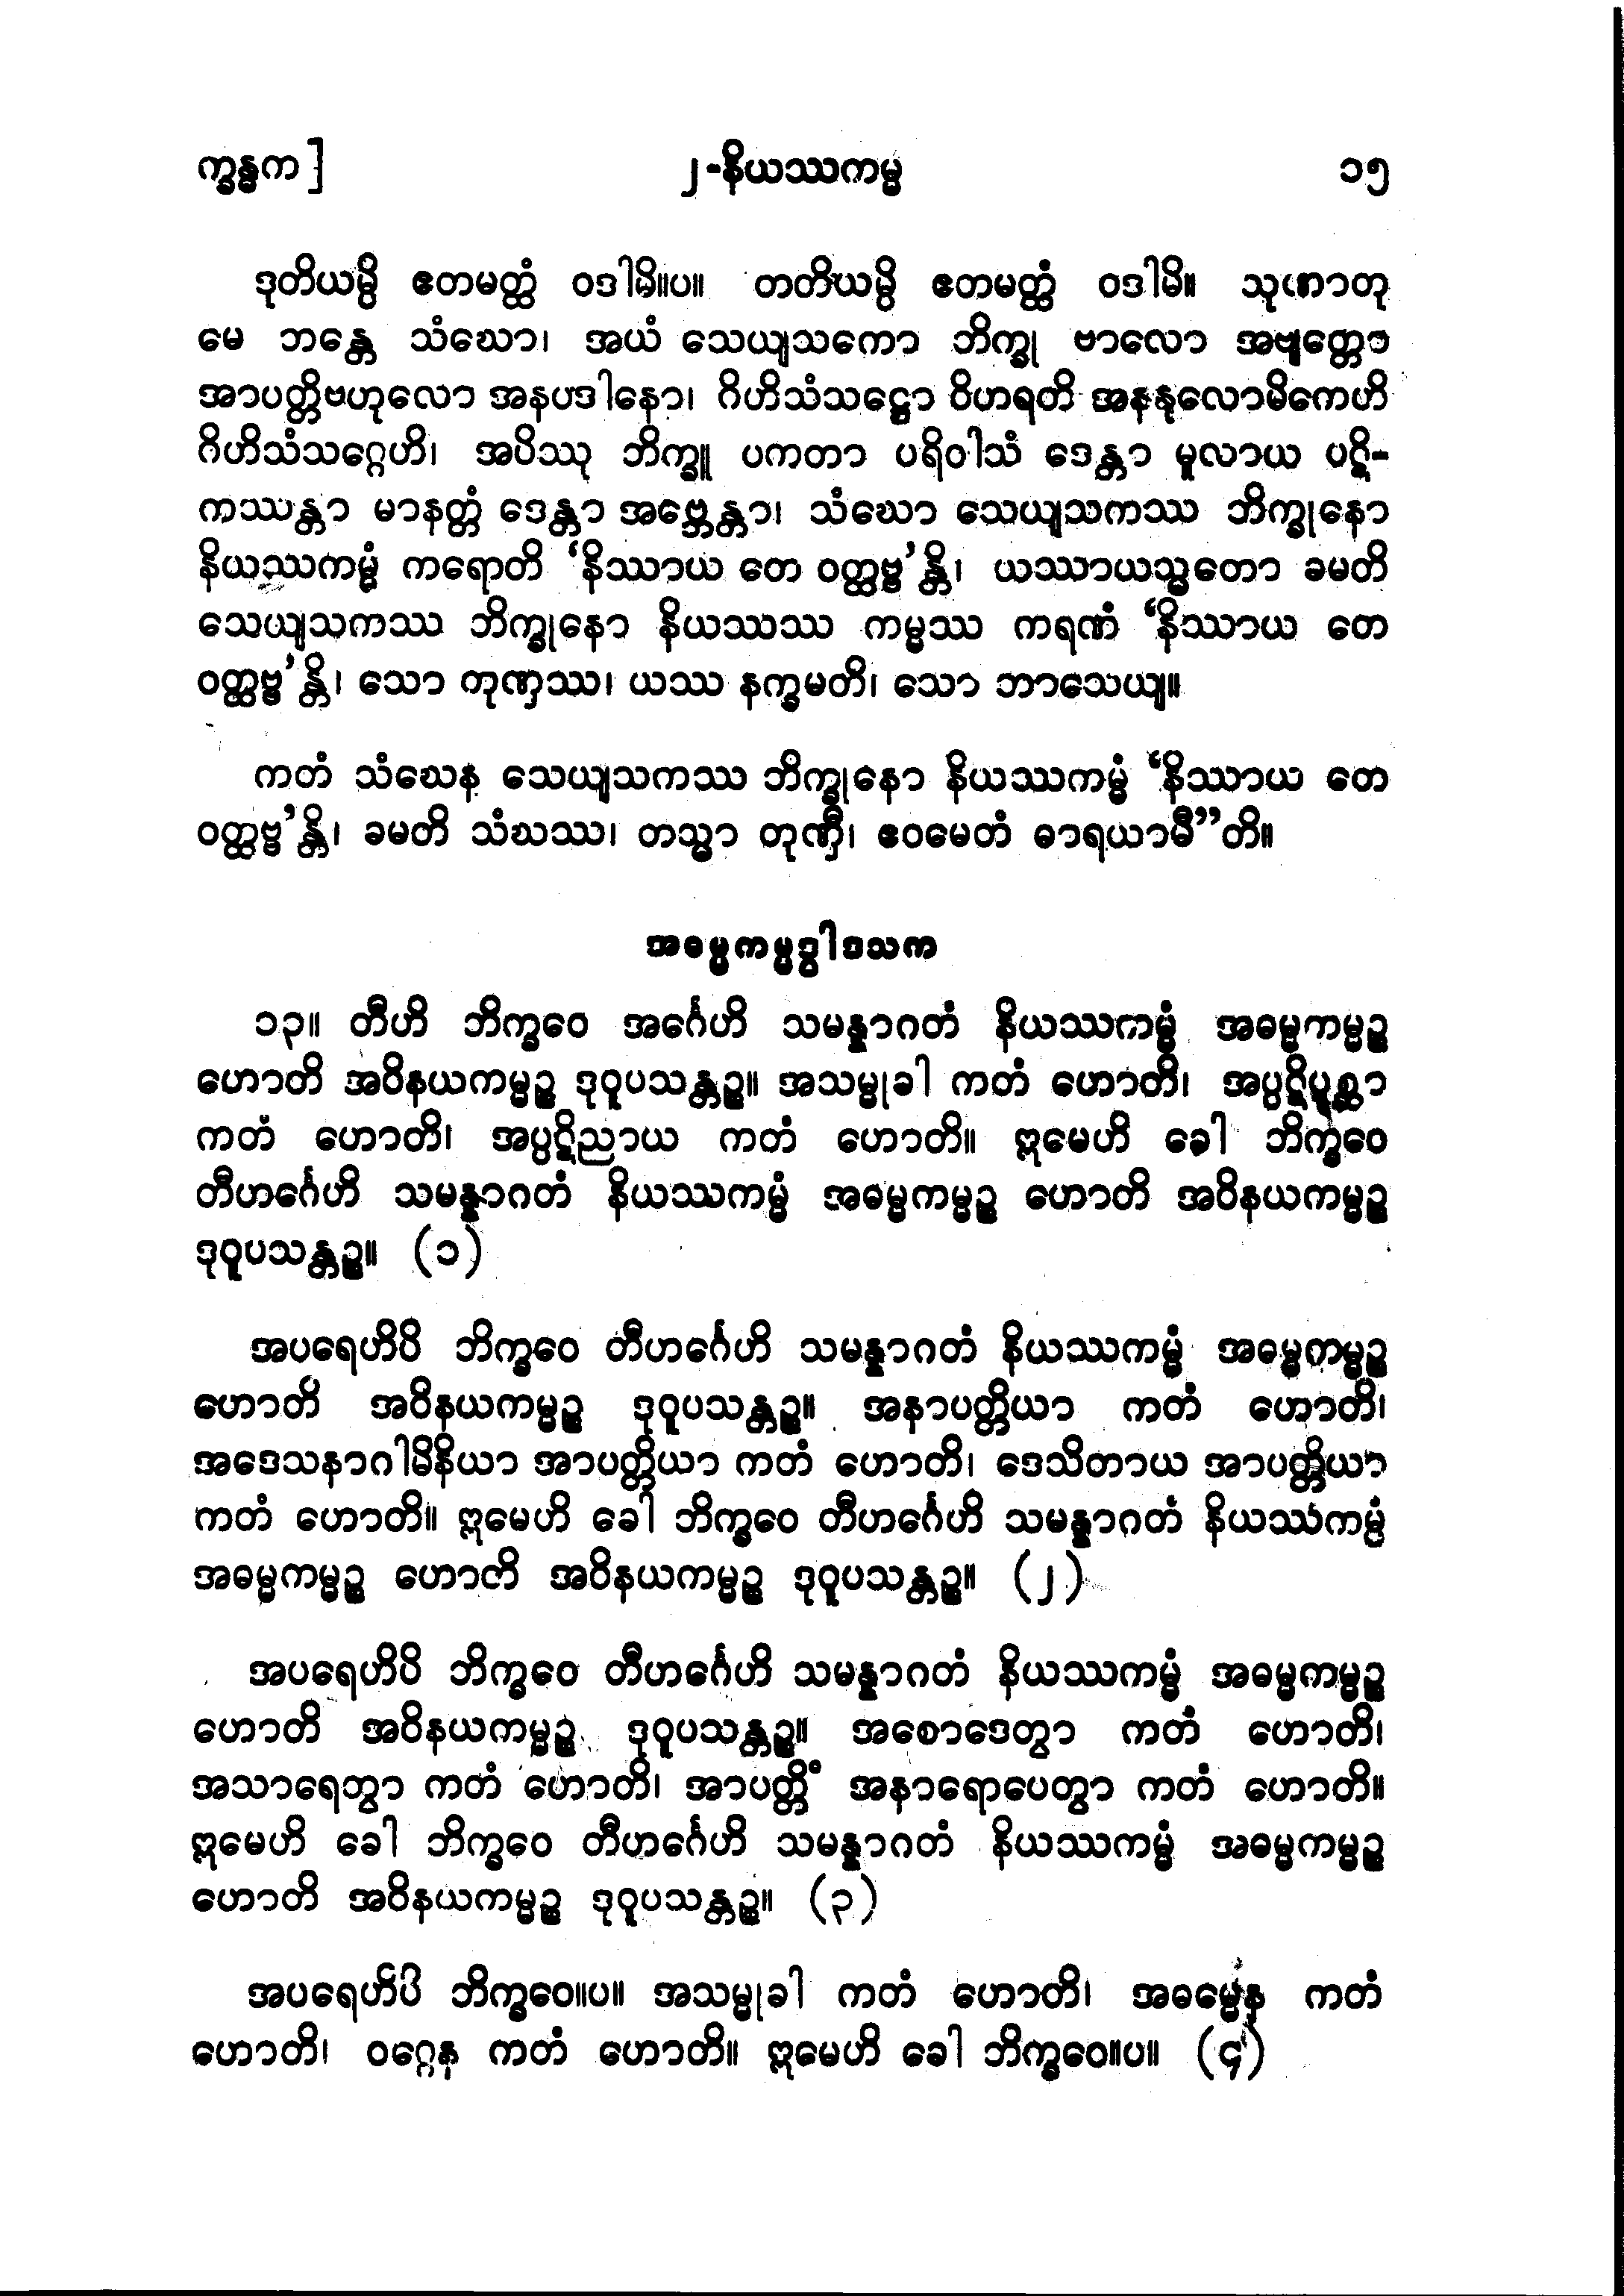 က္ခန္ဓက]
၂-နိယဿကမ္မ
၁၅
ဒုတိယမ္ပိ ဧတမတ္ထံ ဝဒါမိ။ပ။ တတိယမ္ပိ ဧတမတ္ထံ ဝဒါမိ။ သုဏာတု
မေ ဘန္တေ သံဃော၊ အယံ သေယျသကော ဘိက္ခု ဗာလော အဗျတ္တော
အာပတ္တိဗဟုလော အနပဒါနော၊ ဂိဟိသံသဋ္ဌော ဝိဟရတိ အနနုလောမိကေဟိ
ဂိဟိသံသဂ္ဂေဟိ၊ အပိဿု ဘိက္ခူ ပကတာ ပရိဝါသံ ဒေန္တာ မူလာယ ပဋိ-
ကဿန္တာ မာနတ္တံ ဒေန္တာ အဗ္ဘေန္တာ၊ သံဃော သေယျသကဿ ဘိက္ခုနော
နိယဿကမ္မံ ကရောတိ ‘နိဿာယ တေ ဝတ္ထဗ္ဗ’န္တိ၊ ယဿာယသ္မတော ခမတိ
သေယျသကဿ ဘိက္ခုနော နိယဿဿ ကမ္မဿ ကရဏံ ‘နိဿာယ တေ
ဝတ္ထဗ္ဗ’န္တိ၊ သော တုဏှဿ၊ ယဿ နက္ခမတိ၊ သော ဘာသေယျ။
ကတံ သံဃေန သေယျသကဿ ဘိက္ခုနော နိယဿကမ္မံ ‘နိဿာယ တေ
ဝတ္ထဗ္ဗ’န္တိ၊ ခမတိ သံဃဿ၊ တသ္မာ တုဏှီ၊ ဧဝမေတံ ဓာရယာမီ”တိ။
အဓမ္မကမ္မဒွါဒသက
၁၃။ တီဟိ ဘိက္ခဝေ အင်္ဂေဟိ သမန္နာဂတံ နိယဿကမ္မံ အဓမ္မကမ္မဉ္စ
ဟောတိ အဝိနယကမ္မဉ္စ ဒုဝူပသန္တဉ္စ။ အသမ္မုခါ ကတံ ဟောတိ၊ အပ္ပဋိပုစ္ဆာ
ကတံ ဟောတိ၊ အပ္ပဋိညာယ ကတံ ဟောတိ။ ဣမေဟိ ခေါ ဘိက္ခဝေ
တီဟင်္ဂေဟိ သမန္နာဂတံ နိယဿကမ္မံ အဓမ္မကမ္မဉ္စ ဟောတိ အဝိနယကမ္မဉ္စ
ဒုဝူပသန္တဉ္စ။ (၁)
အပရေဟိပိ ဘိက္ခဝေ တီဟင်္ဂေဟိ သမန္နာဂတံ နိယဿကမ္မံ အဓမ္မကမ္မဉ္စ
ဟောတိ အဝိနယကမ္မဉ္စ ဒုဝူပသန္တဉ္စ။ အနာပတ္တိယာ ကတံ ဟောတိ၊
အဒေသနာဂါမိနိယာ အာပတ္တိယာ ကတံ ဟောတိ၊ ဒေသိတာယ အာပတ္တိယာ
ကတံ ဟောတိ။ ဣမေဟိ ခေါ ဘိက္ခဝေ တီဟင်္ဂေဟိ သမန္နာဂတံ နိယဿကမ္မံ
အဓမ္မကမ္မဉ္စ ဟောတိ အဝိနယကမ္မဉ္စ ဒုဝူပသန္တဉ္စ။ (၂)
အပရေဟိပိ ဘိက္ခဝေ တီဟင်္ဂေဟိ သမန္နာဂတံ နိယဿကမ္မံ အဓမ္မကမ္မဉ္စ
ဟောတိ အဝိနယကမ္မဉ္စ ဒုဝူပသန္တဉ္စ။ အစောဒေတွာ ကတံ ဟောတိ၊
အသာရေတွာ ကတံ ဟောတိ၊ အာပတ္တိံ အနာရောပေတွာ ကတံ ဟောတိ။
ဣမေဟိ ခေါ ဘိက္ခဝေ တီဟင်္ဂေဟိ သမန္နာဂတံ နိယဿကမ္မံ အဓမ္မကမ္မဉ္စ
ဟောတိ အဝိနယကမ္မဉ္စ ဒုဝူပသန္တဉ္စ။ (၃)
အပရေဟိပိ ဘိက္ခဝေ။ပ။ အသမ္မုခါ ကတံ ဟောတိ၊ အဓမ္မေန ကတံ
ဟောတိ၊ ဝဂ္ဂေန ကတံ ဟောတိ။ ဣမေဟိ ခေါ ဘိက္ခဝေ။ပ။ (၄)